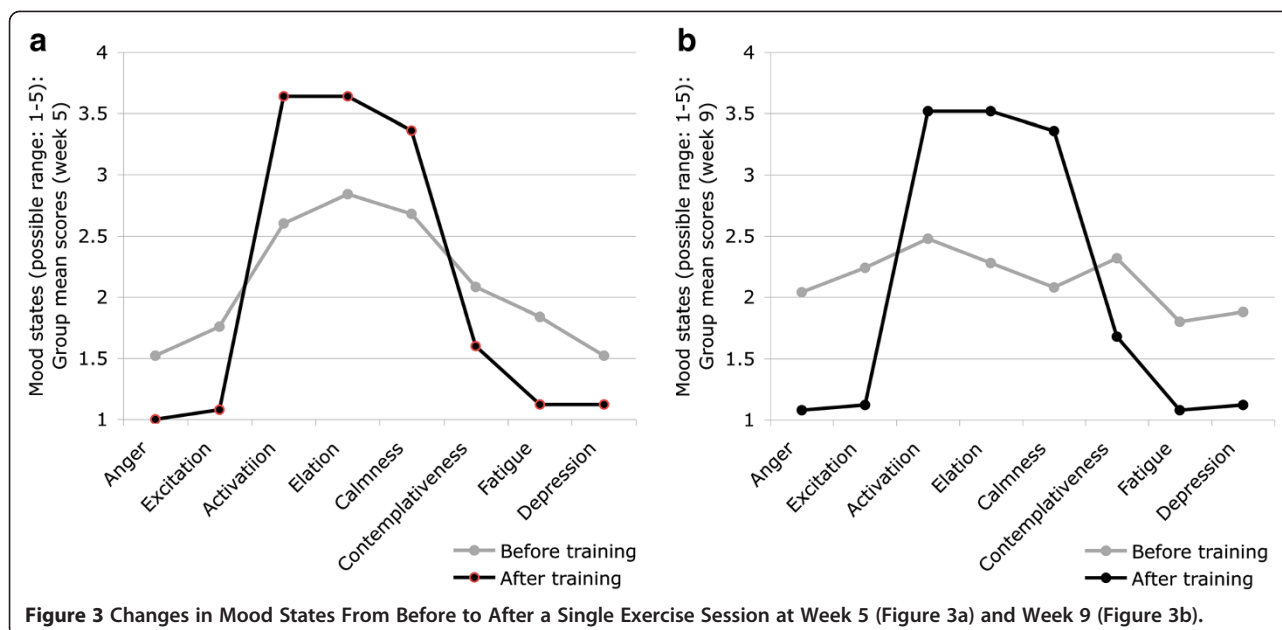 a
Mood states (possible range: 1-5):
Group mean scores (week 5)
4
3.5
3
2.5
2
1.5
1
Anger
Excitation
Activatiion
Elation
Calmness
Contemplativeness
Fatigue
Depression
Before training
After training
b
Mood states (possible range: 1-5):
Group mean scores (week 9)
4
3.5
3
2.5
2
1.5
1
Anger
Excitation
Activatiion
Elation
Calmness
Contemplativeness
Fatigue
Depression
Before training
After training
Figure 3 Changes in Mood States From Before to After a Single Exercise Session at Week 5 (Figure 3a) and Week 9 (Figure 3b).